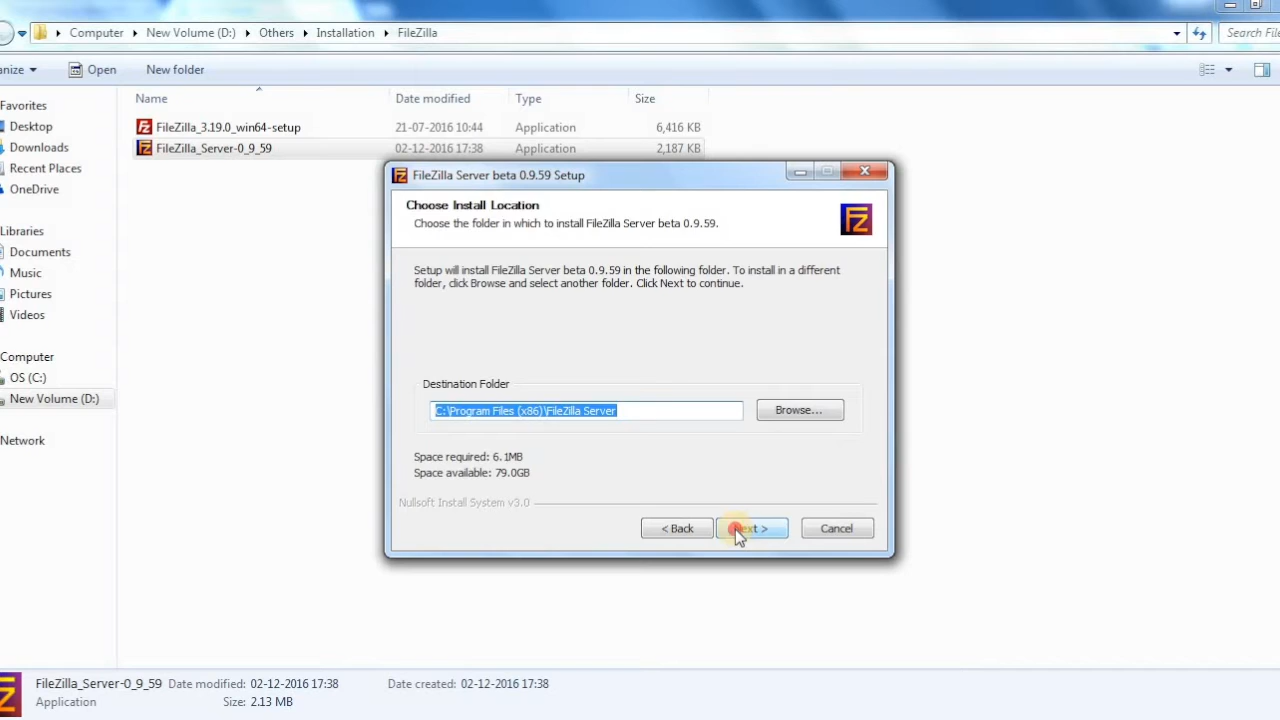 Computer New Volume (D:) Others Installation FileZilla
Search File
anize Open New folder
Name Date modified Type Size
FileZilla_3.19.0_win64-setup 21-07-2016 10:44 Application 6,416 KB
FileZilla_Server-0_9_59 02-12-2016 17:38 Application 2,187 KB
Favorites
Desktop
Downloads
Recent Places
OneDrive
Libraries
Documents
Music
Pictures
Videos
Computer
OS (C:)
New Volume (D:)
Network
FileZilla Server beta 0.9.59 Setup
Choose Install Location
Choose the folder in which to install FileZilla Server beta 0.9.59.
Fz
Setup will install FileZilla Server beta 0.9.59 in the following folder. To install in a different
folder, click Browse and select another folder. Click Next to continue.
Destination Folder
C:\Program Files (x86)\FileZilla Server
Browse...
Space required: 6.1MB
Space available: 79.0GB
Nullsoft Install System v3.0
< Back Next > Cancel
FileZilla_Server-0_9_59 Date modified: 02-12-2016 17:38 Date created: 02-12-2016 17:38
Application Size: 2.13 MB